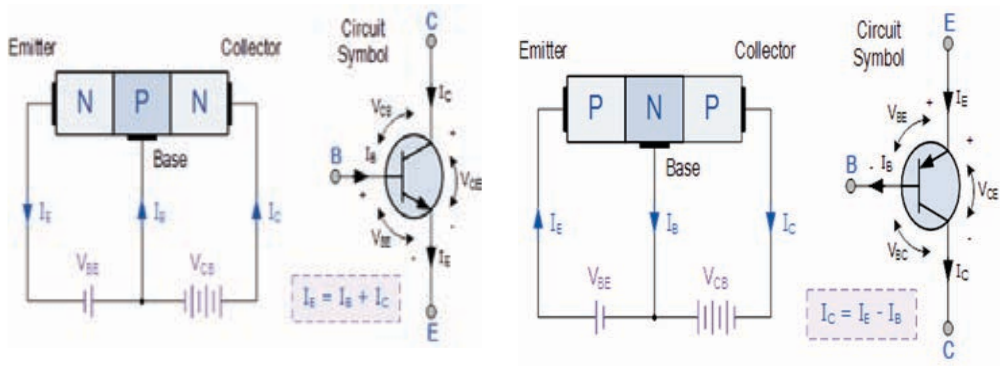 Emitter
Collector
N P N
Base
I_E
I_B
I_C
V_BE
V_CB
Circuit
Symbol
C
I_C
V_CB
+
B
I_B
V_CE
+
V_BE
-
-
I_E
E
I_E = I_B + I_C
Emitter
Collector
P N P
Base
I_E
I_B
I_C
V_BE
V_CB
Circuit
Symbol
E
I_E
V_BE
+
+
B
- I_B
V_CE
V_BC
-
I_C
C
I_C = I_E - I_B